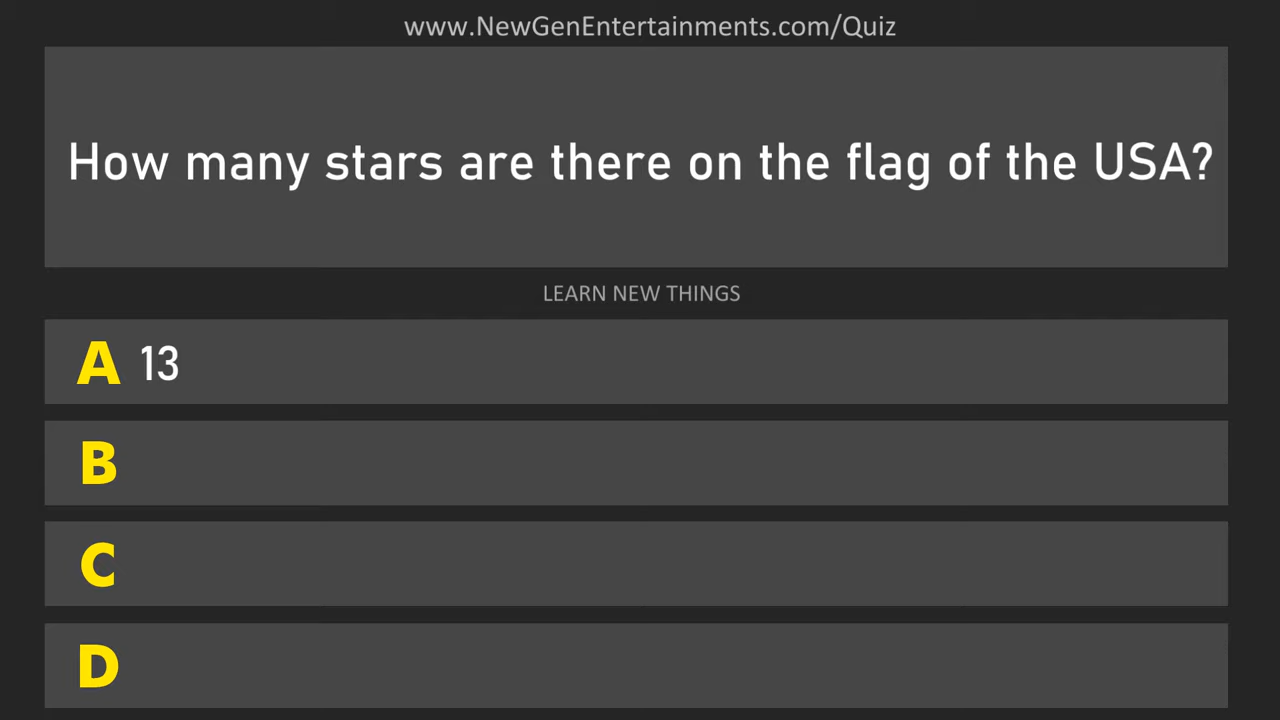 www.NewGenEntertainments.com/Quiz
How many stars are there on the flag of the USA?
LEARN NEW THINGS
A 13
B
C
D